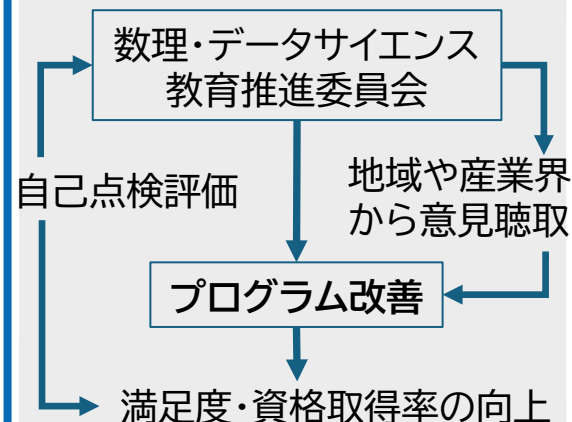 数理・データサイエンス
教育推進委員会
自己点検評価
地域や産業界
から意見聴取
プログラム改善
満足度・資格取得率の向上